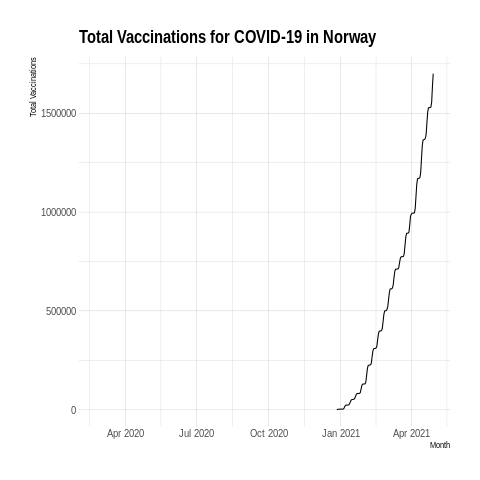 Total Vaccinations for COVID-19 in Norway
Total Vaccinations
1500000
1000000
500000
0
Apr 2020 Jul 2020 Oct 2020 Jan 2021 Apr 2021
Month